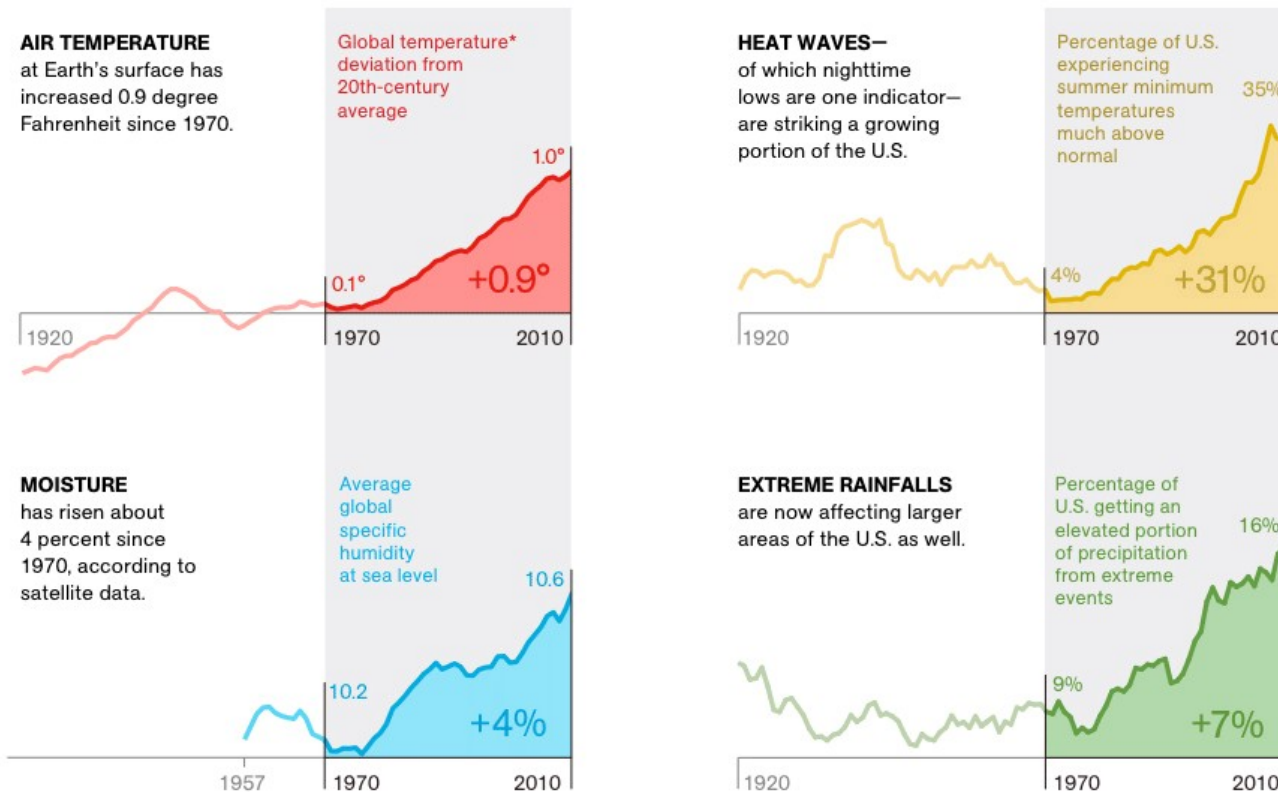 AIR TEMPERATURE
at Earth's surface has
increased 0.9 degree
Fahrenheit since 1970.
Global temperature*
deviation from
20th-century
average
1.0°
0.1°
+0.9°
1920
1970
2010
HEAT WAVES—
of which nighttime
lows are one indicator—
are striking a growing
portion of the U.S.
Percentage of U.S.
experiencing
summer minimum
temperatures
much above
normal
35%
4%
+31%
1920
1970
2010
MOISTURE
has risen about
4 percent since
1970, according to
satellite data.
Average
global
specific
humidity
at sea level
10.6
10.2
+4%
1957
1970
2010
EXTREME RAINFALLS
are now affecting larger
areas of the U.S. as well.
Percentage of
U.S. getting an
elevated portion
of precipitation
from extreme
events
16%
9%
+7%
1920
1970
2010